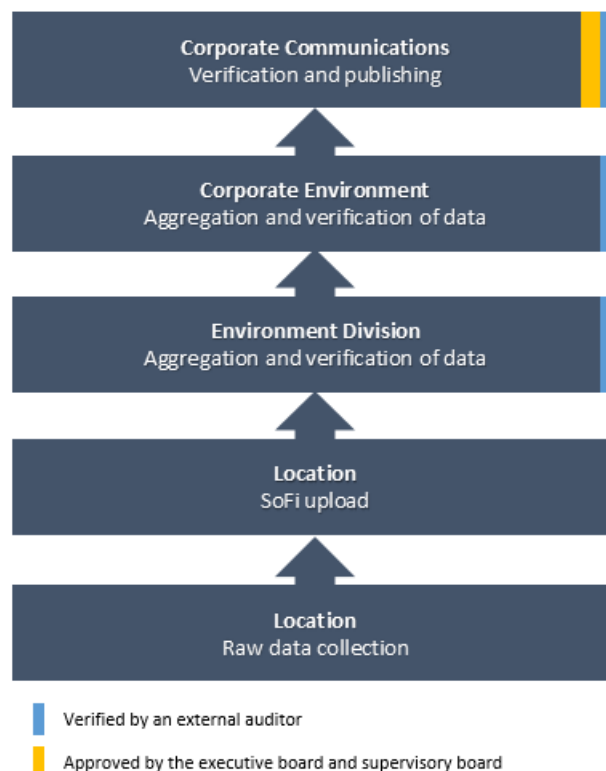 Corporate Communications
Verification and publishing
Corporate Environment
Aggregation and verification of data
Environment Division
Aggregation and verification of data
Location
SoFi upload
Location
Raw data collection
Verified by an external auditor
Approved by the executive board and supervisory board